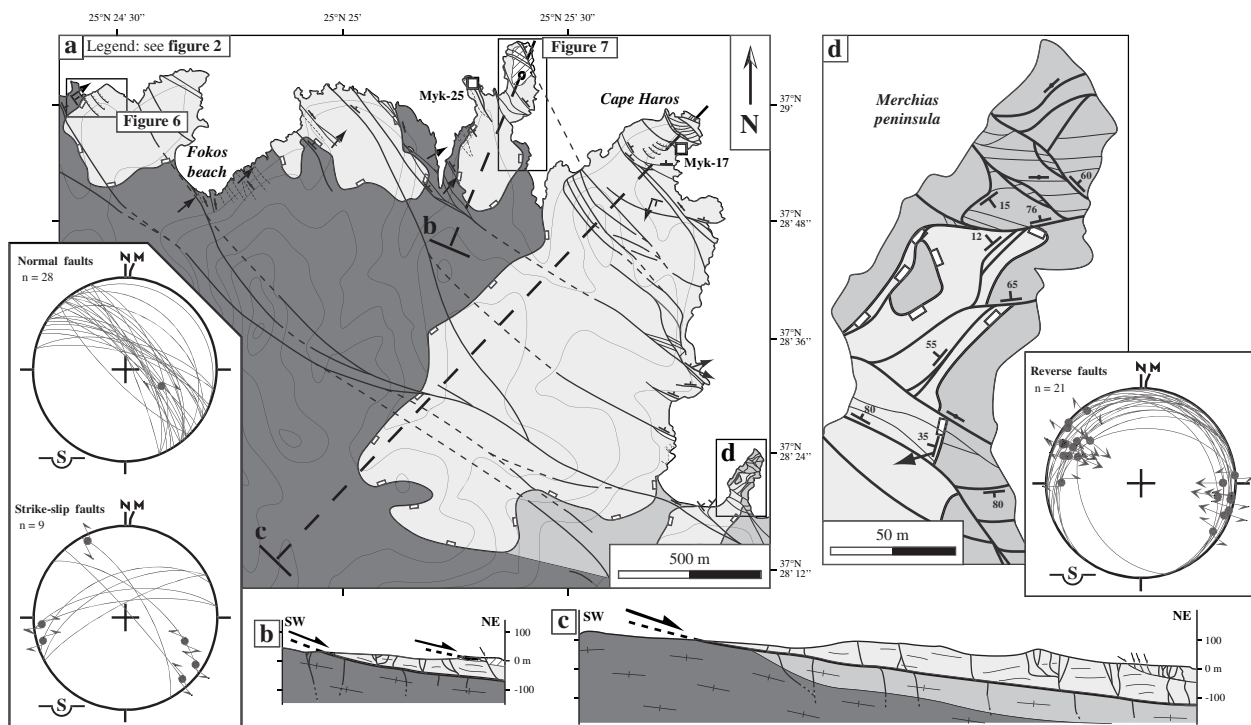 25°N 24' 30''
25°N 25'
25°N 25' 30''
a
Legend: see figure 2
Figure 7
N
Myk-25
Cape Haros
37°N
29'
Figure 6
Fokos
beach
Myk-17
37°N
28' 48''
b
37°N
28' 36''
37°N
28' 24''
d
c
500 m
37°N
28' 12''
Normal faults
n = 28
N M
S
Strike-slip faults
n = 9
N M
S
d
Merchias
peninsula
60
15
76
12
65
55
80
35
80
50 m
Reverse faults
n = 21
N M
S
b
SW
NE
100
0 m
-100
c
SW
NE
100
0 m
-100